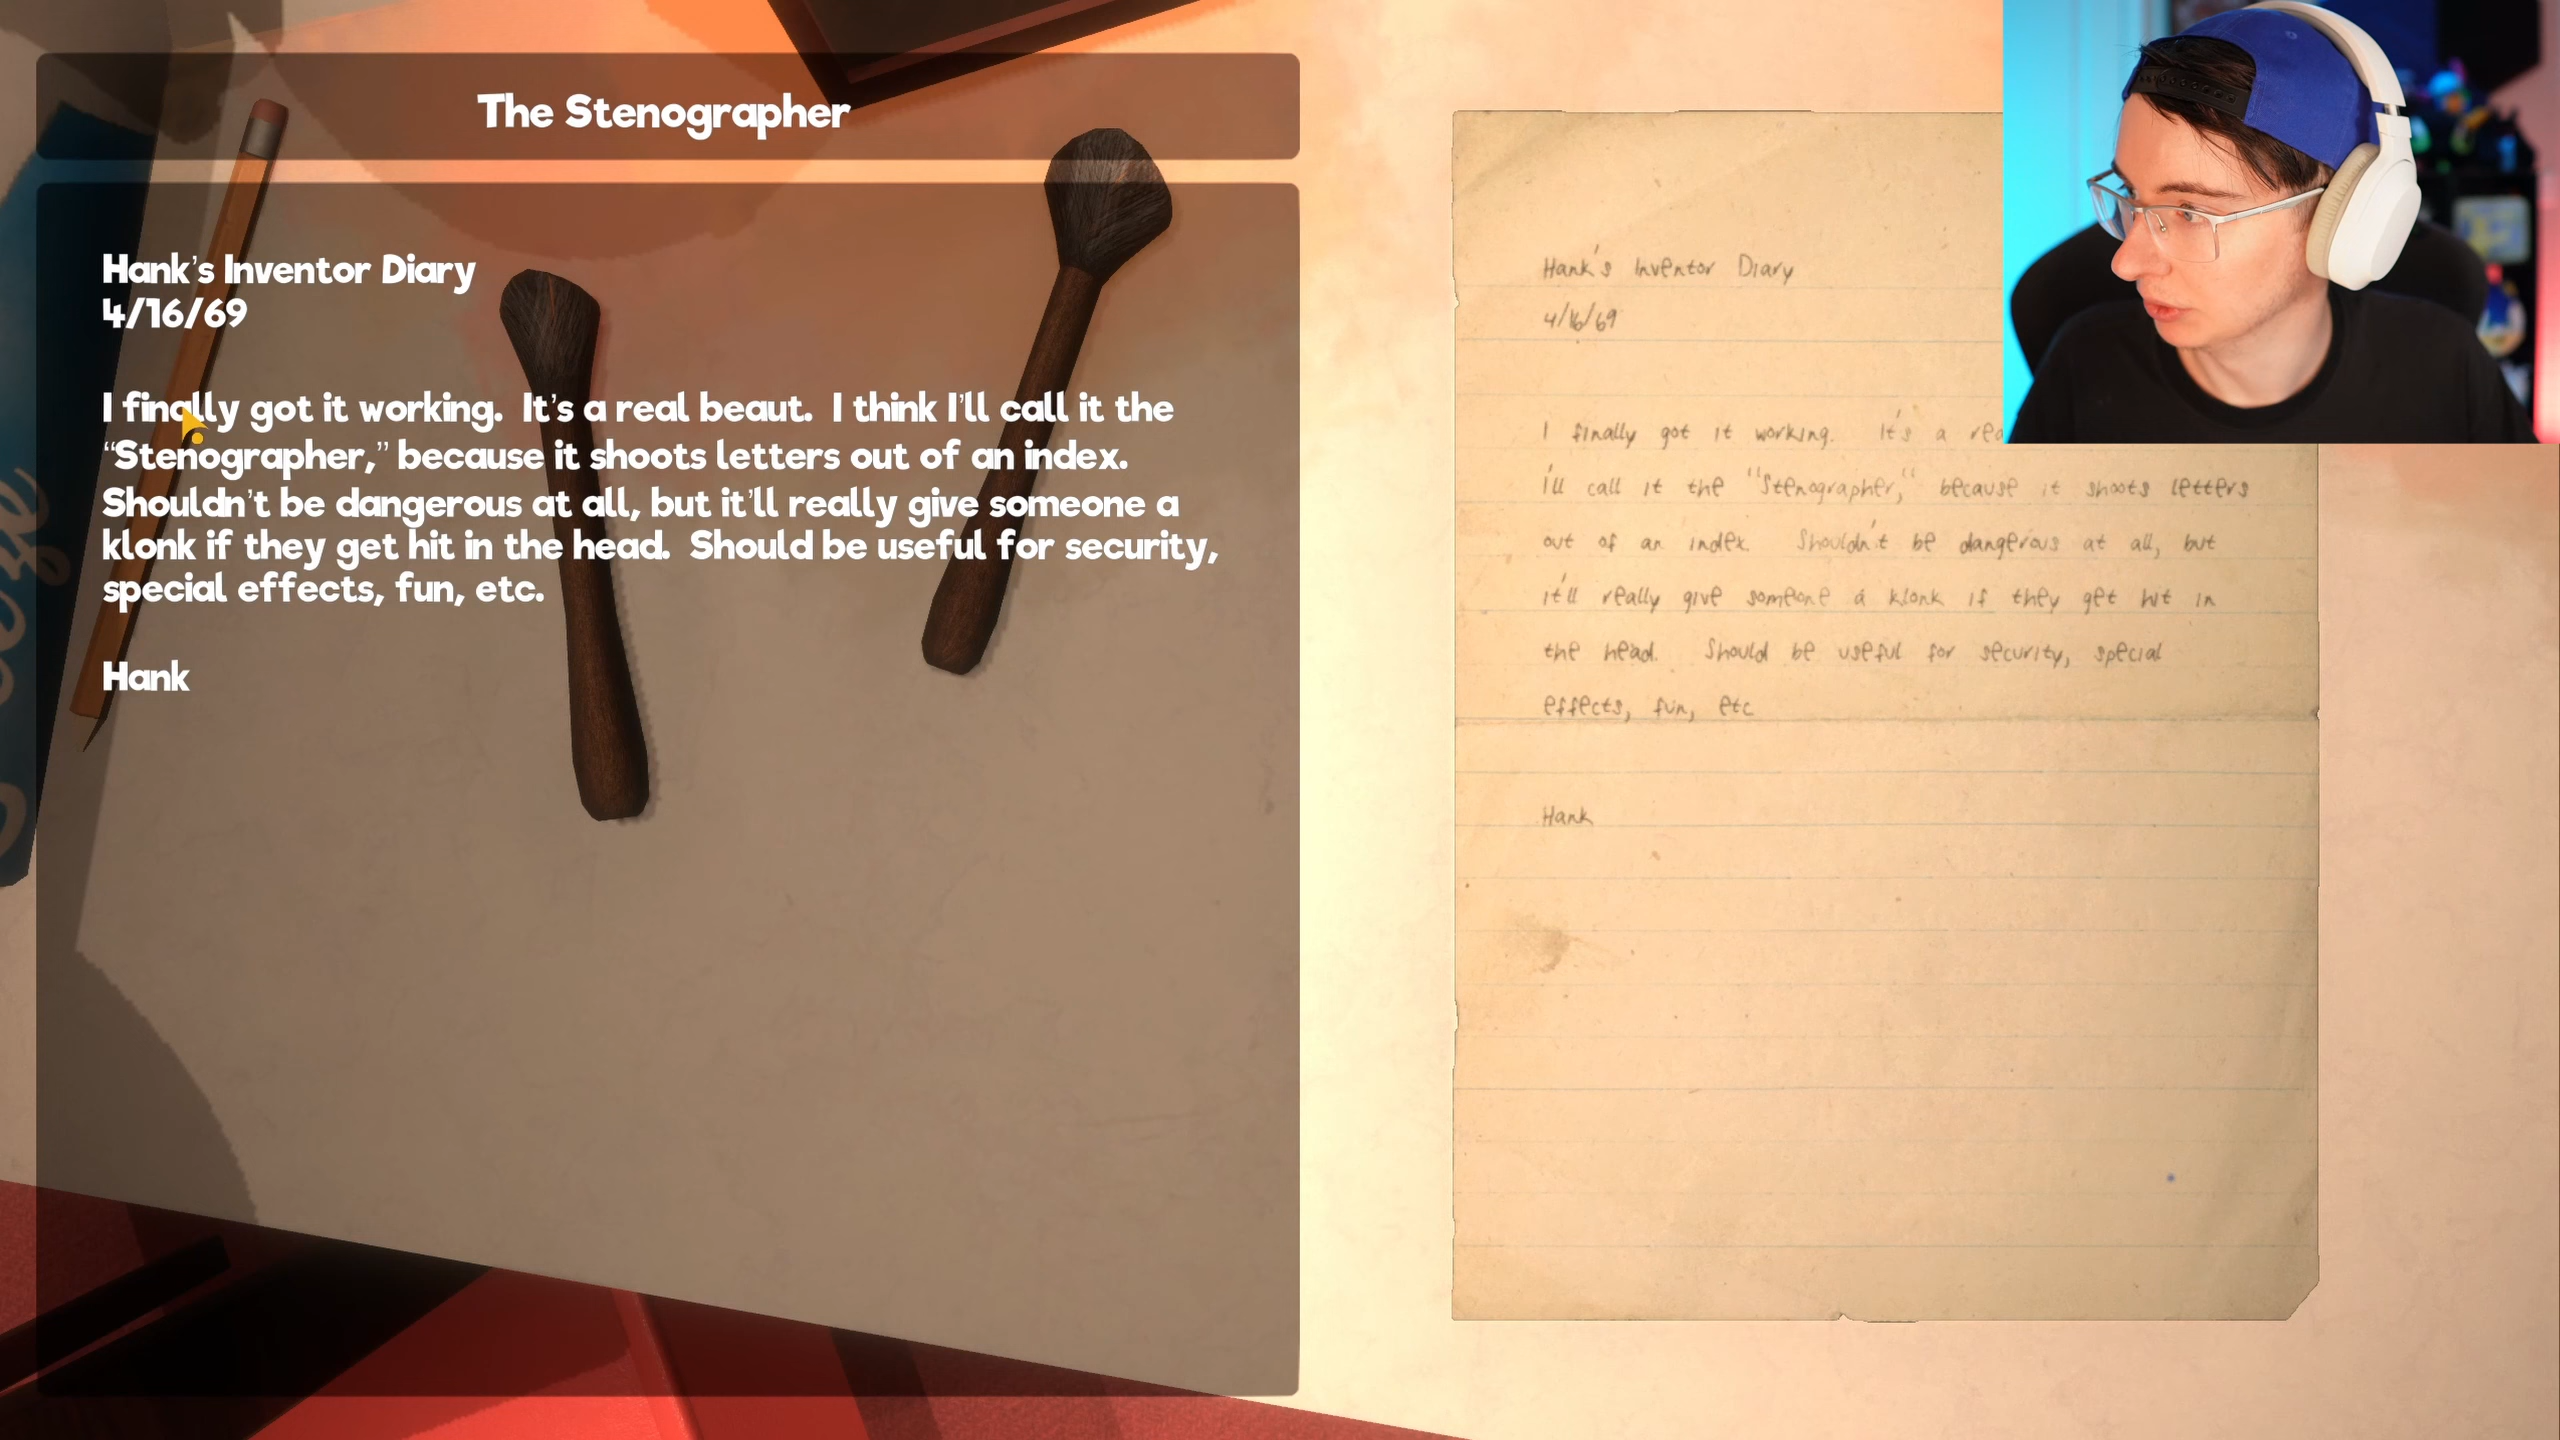 The Stenographer
Hank's Inventor Diary
4/16/69
I finally got it working.  It's a real beaut.  I think I'll call it the
“Stenographer,” because it shoots letters out of an index.
Shouldn't be dangerous at all, but it'll really give someone a
klonk if they get hit in the head.  Should be useful for security,
special effects, fun, etc.
Hank
Hank's Inventor Diary
4/16/69
I finally got it working. It's a
I'll call it the "Stenographer," because it shoots letters
out of an index. Shouldn't be dangerous at all, but
it'll really give someone a klonk if they get hit in
the head. Should be useful for security, special
effects, fun, etc
Hank